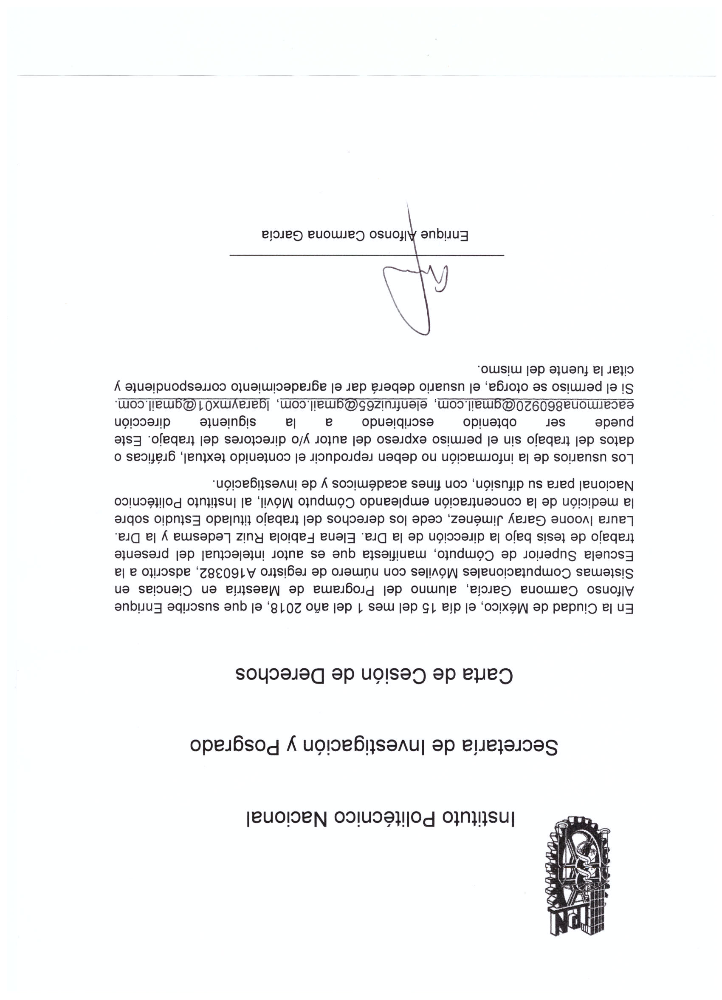 IPN
Instituto Politécnico Nacional
Secretaría de Investigación y Posgrado
Carta de Cesión de Derechos
En la Ciudad de México, el día 15 del mes 1 del año 2018, el que suscribe Enrique
Alfonso Carmona García, alumno del Programa de Maestría en Ciencias en
Sistemas Computacionales Móviles con número de registro A160382, adscrito a la
Escuela Superior de Cómputo, manifiesta que es autor intelectual del presente
trabajo de tesis bajo la dirección de la Dra. Elena Fabiola Ruiz Ledesma y la Dra.
Laura Ivoone Garay Jiménez, cede los derechos del trabajo titulado Estudio sobre
la medición de la concentración empleando Cómputo Móvil, al Instituto Politécnico
Nacional para su difusión, con fines académicos y de investigación.
Los usuarios de la información no deben reproducir el contenido textual, gráficas o
datos del trabajo sin el permiso expreso del autor y/o directores del trabajo. Este
puede ser obtenido escribiendo a la siguiente dirección
eacarmona860920@gmail.com, elenfruiz65@gmail.com, lgaraymx01@gmail.com.
Si el permiso se otorga, el usuario deberá dar el agradecimiento correspondiente y
citar la fuente del mismo.
Enrique Alfonso Carmona García